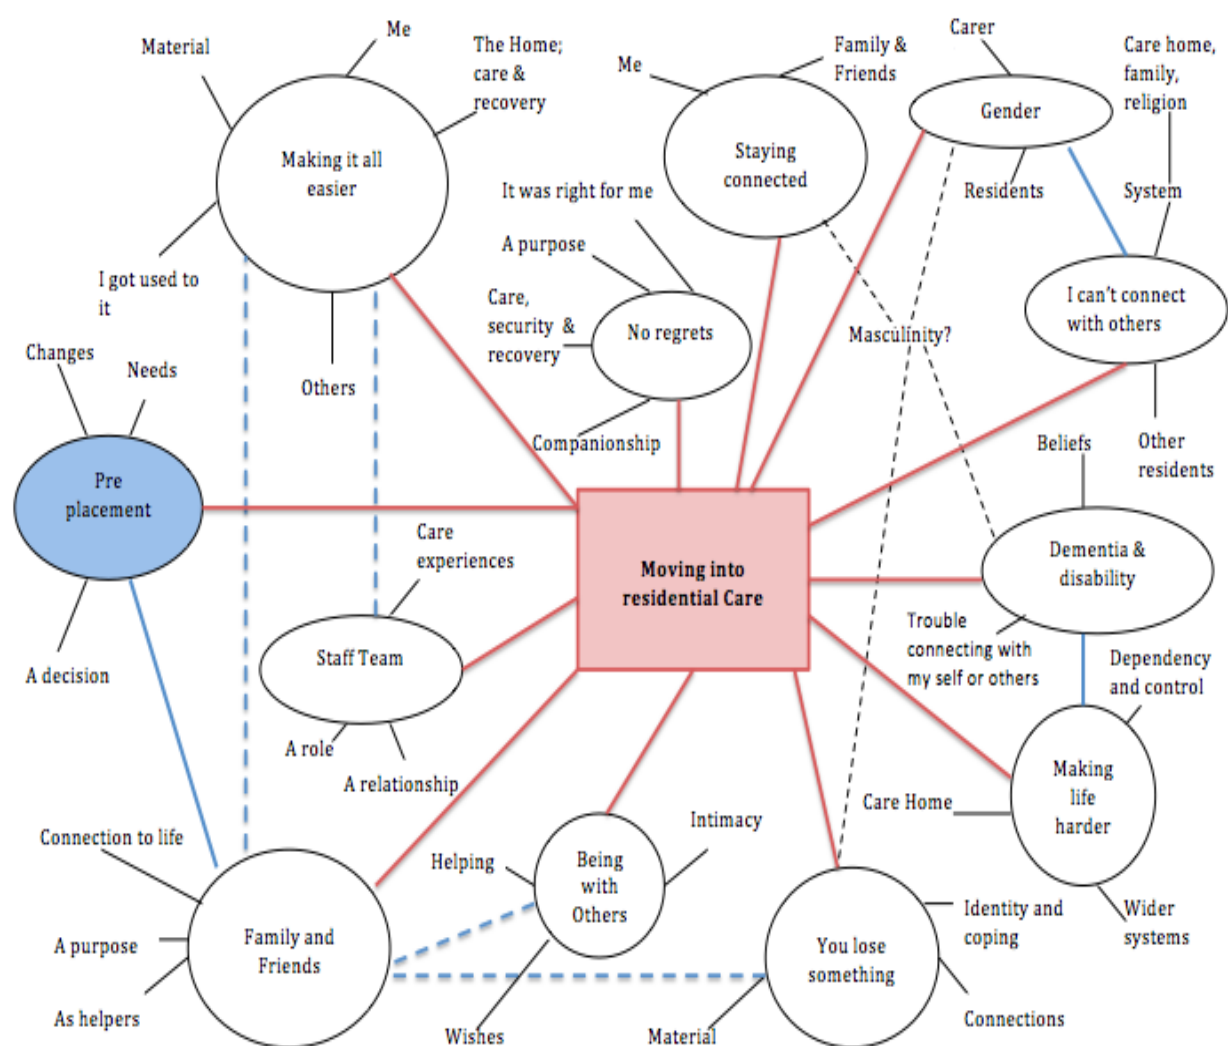 Material
Me
The Home;
care &
recovery
Making it all
easier
I got used to
it
Others
Me
Family &
Friends
Staying
connected
Carer
Gender
Residents
Care home,
family,
religion
System
I can't connect
with others
Other
residents
It was right for me
A purpose
Care,
security &
recovery
No regrets
Companionship
Masculinity?
Changes
Needs
Pre
placement
A decision
Care
experiences
Staff Team
A role
A relationship
Moving into
residential Care
Beliefs
Dementia &
disability
Trouble
connecting with
my self or others
Dependency
and control
Making
life
harder
Care Home
Wider
systems
Connection to life
A purpose
As helpers
Family and
Friends
Helping
Intimacy
Being
with
Others
Wishes
You lose
something
Identity and
coping
Material
Connections